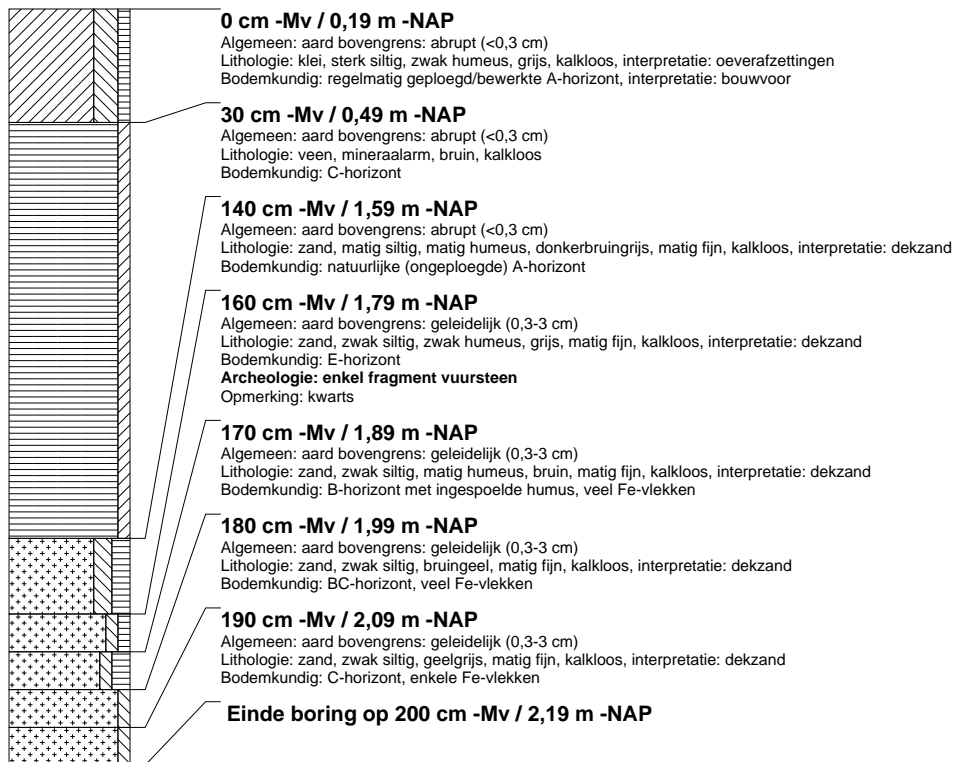 0 cm -Mv / 0,19 m -NAP
Algemeen: aard bovengrens: abrupt (<0,3 cm)
Lithologie: klei, sterk siltig, zwak humeus, grijs, kalkloos, interpretatie: oeverafzettingen
Bodemkundig: regelmatig geploegd/bewerkte A-horizont, interpretatie: bouwvoor
30 cm -Mv / 0,49 m -NAP
Algemeen: aard bovengrens: abrupt (<0,3 cm)
Lithologie: veen, mineraalarm, bruin, kalkloos
Bodemkundig: C-horizont
140 cm -Mv / 1,59 m -NAP
Algemeen: aard bovengrens: abrupt (<0,3 cm)
Lithologie: zand, matig siltig, matig humeus, donkerbruingrijs, matig fijn, kalkloos, interpretatie: dekzand
Bodemkundig: natuurlijke (ongeploegde) A-horizont
160 cm -Mv / 1,79 m -NAP
Algemeen: aard bovengrens: geleidelijk (0,3-3 cm)
Lithologie: zand, zwak siltig, zwak humeus, grijs, matig fijn, kalkloos, interpretatie: dekzand
Bodemkundig: E-horizont
Archeologie: enkel fragment vuursteen
Opmerking: kwarts
170 cm -Mv / 1,89 m -NAP
Algemeen: aard bovengrens: geleidelijk (0,3-3 cm)
Lithologie: zand, zwak siltig, matig humeus, bruin, matig fijn, kalkloos, interpretatie: dekzand
Bodemkundig: B-horizont met ingespoelde humus, veel Fe-vlekken
180 cm -Mv / 1,99 m -NAP
Algemeen: aard bovengrens: geleidelijk (0,3-3 cm)
Lithologie: zand, zwak siltig, bruingeel, matig fijn, kalkloos, interpretatie: dekzand
Bodemkundig: BC-horizont, veel Fe-vlekken
190 cm -Mv / 2,09 m -NAP
Algemeen: aard bovengrens: geleidelijk (0,3-3 cm)
Lithologie: zand, zwak siltig, geelgrijs, matig fijn, kalkloos, interpretatie: dekzand
Bodemkundig: C-horizont, enkele Fe-vlekken
Einde boring op 200 cm -Mv / 2,19 m -NAP